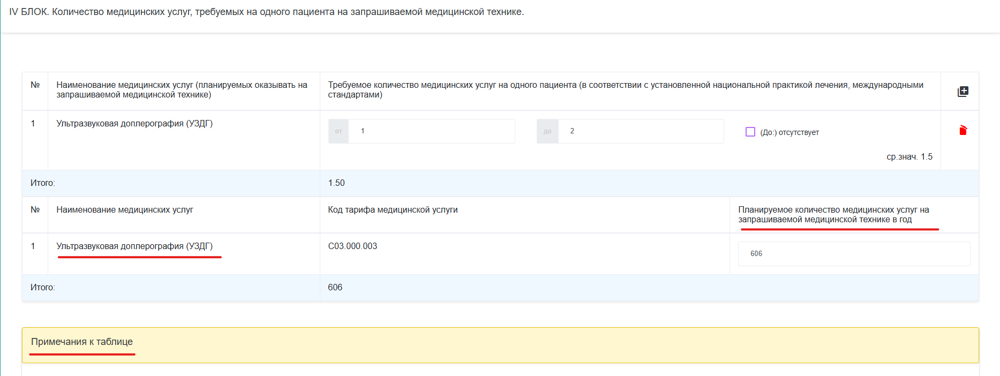 IV БЛОК. Количество медицинских услуг, требуемых на одного пациента на запрашиваемой медицинской технике.
№
Наименование медицинских услуг (планируемых оказывать на
запрашиваемой медицинской технике)
Требуемое количество медицинских услуг на одного пациента (в соответствии с установленной национальной практикой лечения, международными
стандартами)
1
Ультразвуковая доплерография (УЗДГ)
от
1
до
2
(До:) отсутствует
ср.знач. 1.5
Итого:
1.50
№
Наименование медицинских услуг
Код тарифа медицинской услуги
Планируемое количество медицинских услуг на
запрашиваемой медицинской технике в год
1
Ультразвуковая доплерография (УЗДГ)
C03.000.003
606
Итого:
606
Примечания к таблице